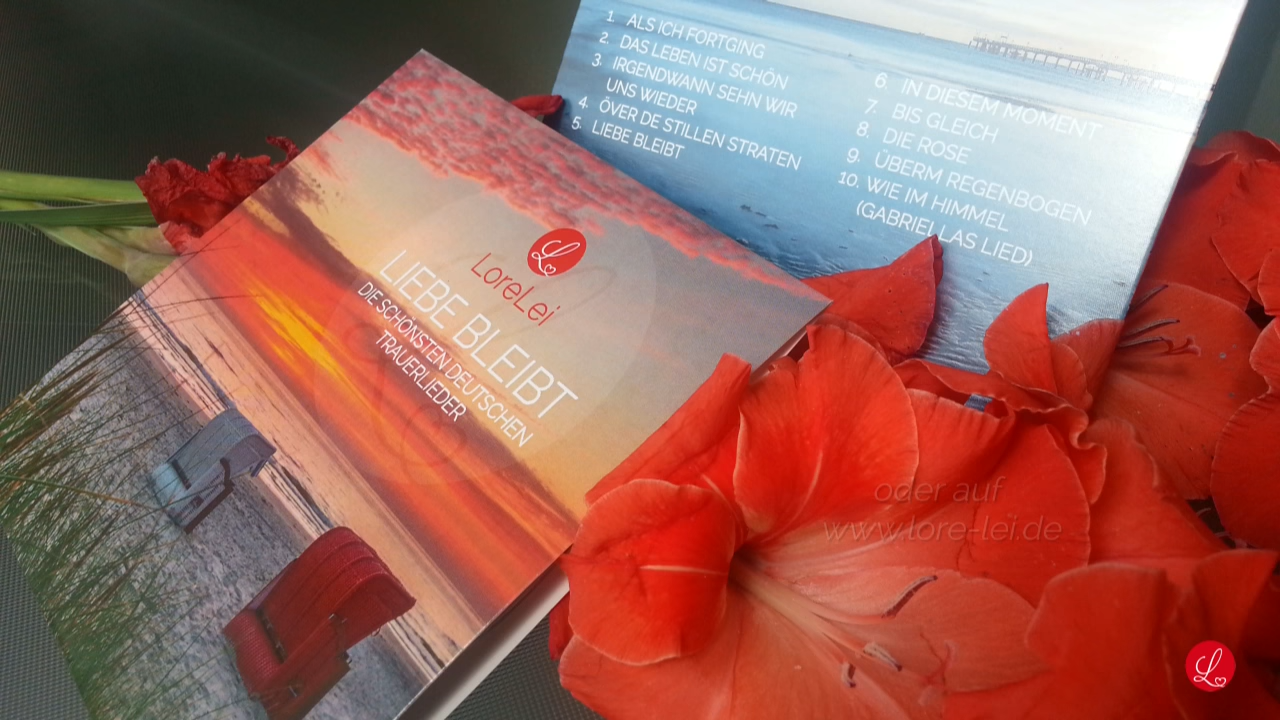 1. ALS ICH FORTGING
2. DAS LEBEN IST SCHÖN
3. IRGENDWANN SEHN WIR
UNS WIEDER
4. ÖVER DE STILLEN STRATEN
5. LIEBE BLEIBT
6. IN DIESEM MOMENT
7. BIS GLEICH
8. DIE ROSE
9. ÜBERM REGENBOGEN
10. WIE IM HIMMEL
(GABRIELLAS LIED)
L
LoreLei
LIEBE BLEIBT
DIE SCHÖNSTEN DEUTSCHEN
TRAUERLIEDER
oder auf
www.lore-lei.de
L